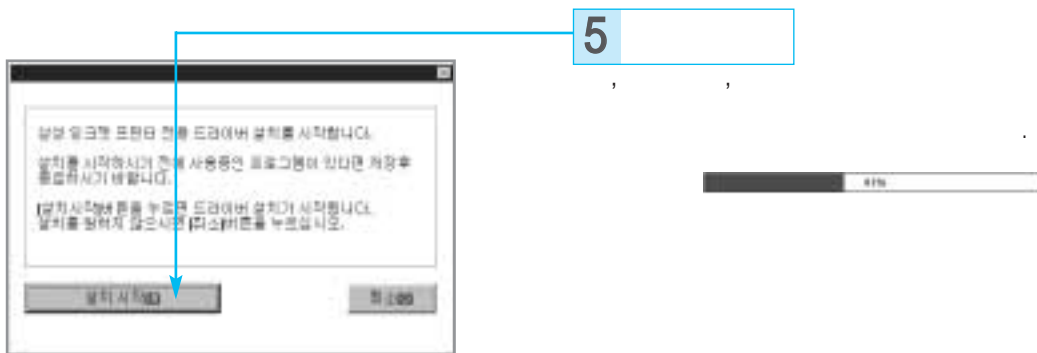 5
, ,
삼성 잉크젯 프린터 전용 드라이버 설치를 시작합니다.
.
설치를 시작하시기 전에 사용중인 프로그램이 있다면 저장후
종료하시기 바랍니다.
41%
[설치시작]버튼을 누르면 드라이버 설치가 시작됩니다.
설치를 원하지 않으시면 [취소]버튼을 누르십시오.
설치 시작
취소